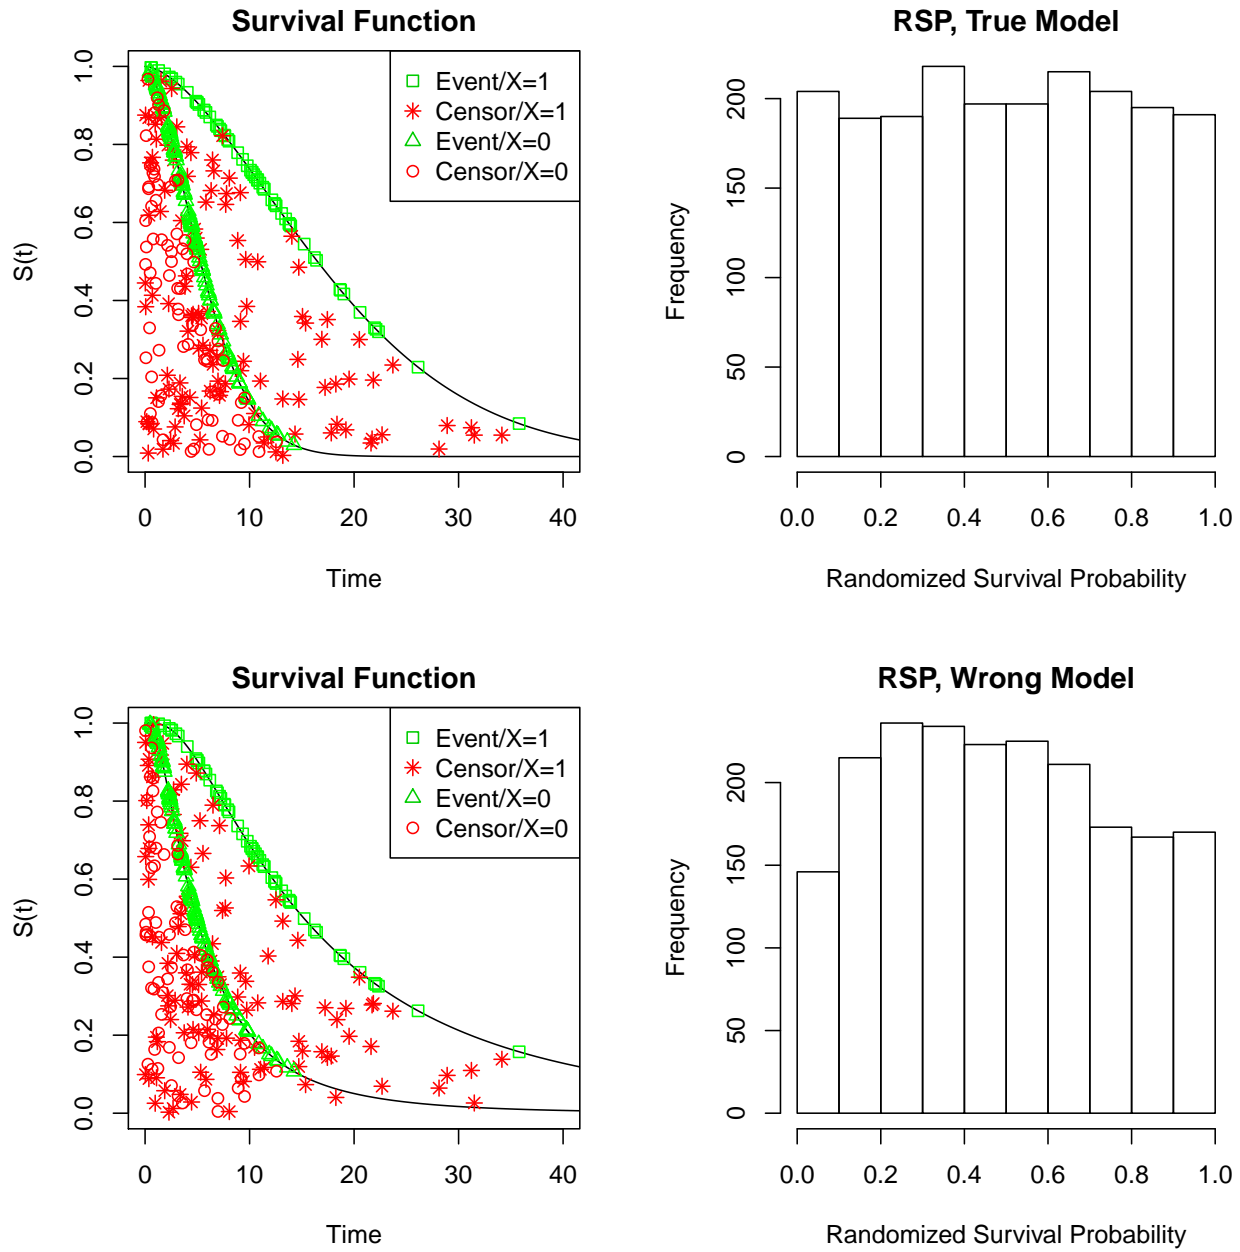 Survival Function
S(t)
1.0
0.8
0.6
0.4
0.2
0.0
Event/X=1
Censor/X=1
Event/X=0
Censor/X=0
0 10 20 30 40
Time
RSP, True Model
Frequency
200
150
100
50
0
0.0 0.2 0.4 0.6 0.8 1.0
Randomized Survival Probability
Survival Function
S(t)
1.0
0.8
0.6
0.4
0.2
0.0
Event/X=1
Censor/X=1
Event/X=0
Censor/X=0
0 10 20 30 40
Time
RSP, Wrong Model
Frequency
200
150
100
50
0
0.0 0.2 0.4 0.6 0.8 1.0
Randomized Survival Probability